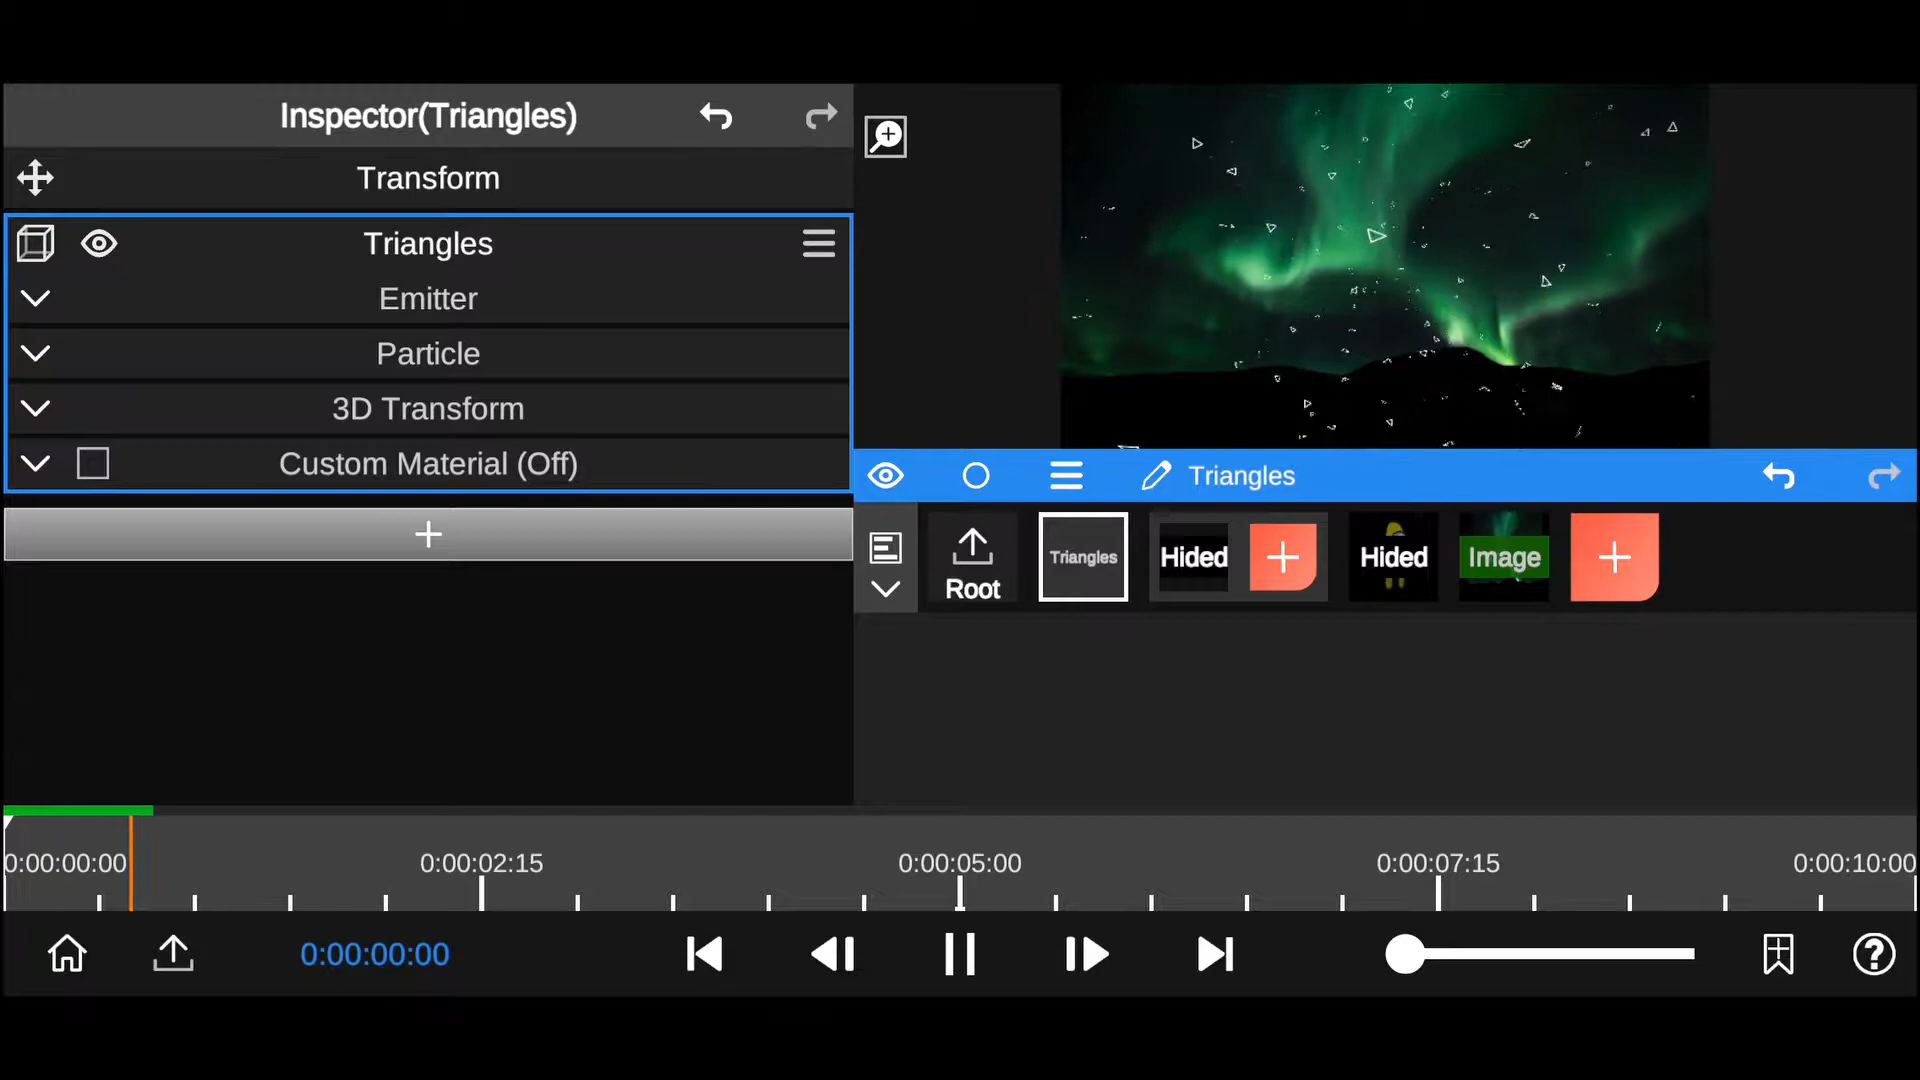 Inspector(Triangles)
Transform
Triangles
Emitter
Particle
3D Transform
Custom Material (Off)
Triangles
Root
Triangles
Hided
Hided
Image
0:00:00:00
0:00:02:15
0:00:05:00
0:00:07:15
0:00:10:00
0:00:00:00